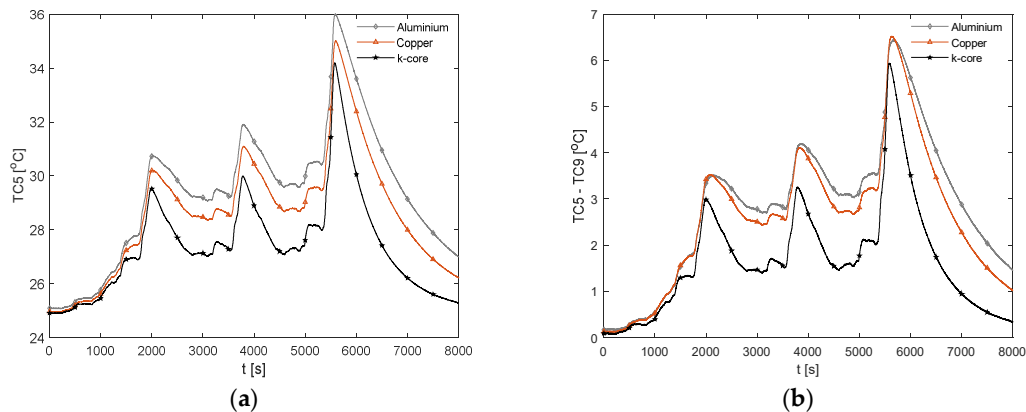 TC5 [°C]
36
34
32
30
28
26
24
0 1000 2000 3000 4000 5000 6000 7000 8000
t [s]
Aluminium
Copper
k-core
(a)
TC5 - TC9 [°C]
7
6
5
4
3
2
1
0
0 1000 2000 3000 4000 5000 6000 7000 8000
t [s]
Aluminium
Copper
k-core
(b)